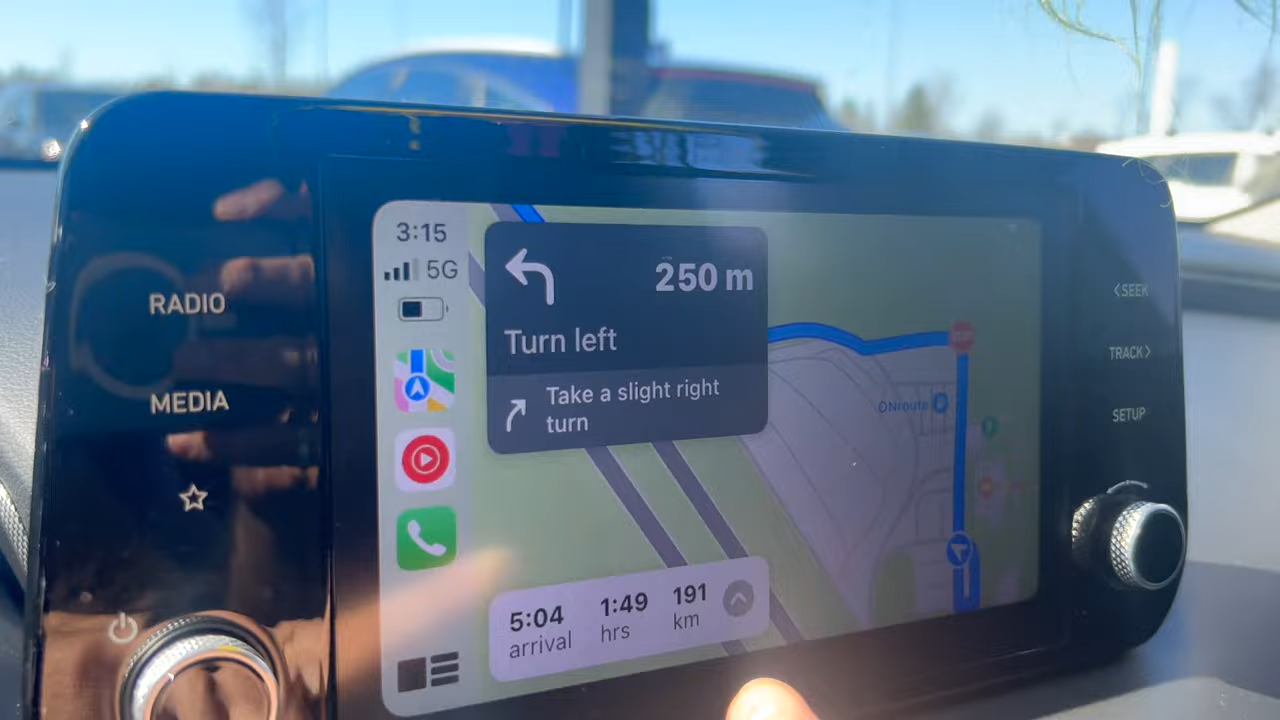 RADIO
MEDIA
3:15
5G
250 m
Turn left
Take a slight right
turn
ONroute
5:04
arrival
1:49
hrs
191
km
<SEEK
TRACK>
SETUP